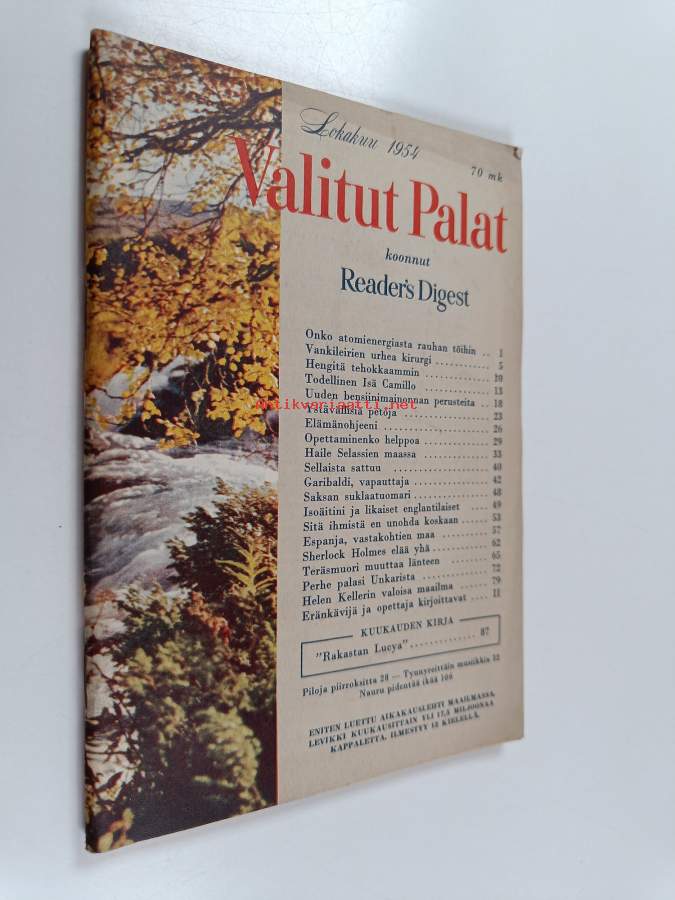 Lokakuu 1954
70 mk
Valitut Palat
koonnut
Reader's Digest
Onko atomienergiasta rauhan töihin .. 1
Vankileirien urhea kirurgi ............ 5
Hengitä tehokkaammin ............ 10
Todellinen Isä Camillo ............ 13
Uuden bensiinimainonnan perusteita .. 18
antikvariaatti.net
Ystävällisiä petoja ............ 23
Elämänohjeeni ............ 26
Opettaminenko helppoa ............ 29
Haile Selassien maassa ............ 33
Sellaista sattuu ............ 40
Garibaldi, vapauttaja ............ 42
Saksan suklaatuomari ............ 48
Isoäitini ja likaiset englantilaiset .... 49
Sitä ihmistä en unohda koskaan ...... 53
Espanja, vastakohtien maa ........ 57
Sherlock Holmes elää yhä .......... 62
Teräsmuori muuttaa länteen ...... 65
Perhe palasi Unkarista ............ 72
Helen Kellerin valoisa maailma ...... 79
Eränkävijä ja opettaja kirjoittavat .... 11
KUUKAUDEN KIRJA
"Rakastan Lucya" .............. 87
Piloja piirroksitta 28 — Tynnyreittäin musiikkia 52
Nauru pidentää ikää 106
ENITEN LUETTU AIKAKAUSLEHTI MAAILMASSA.
LEVIKKI KUUKAUSITTAIN YLI 17,5 MILJOONAA
KAPPALETTA. ILMESTYY 12 KIELELLÄ.